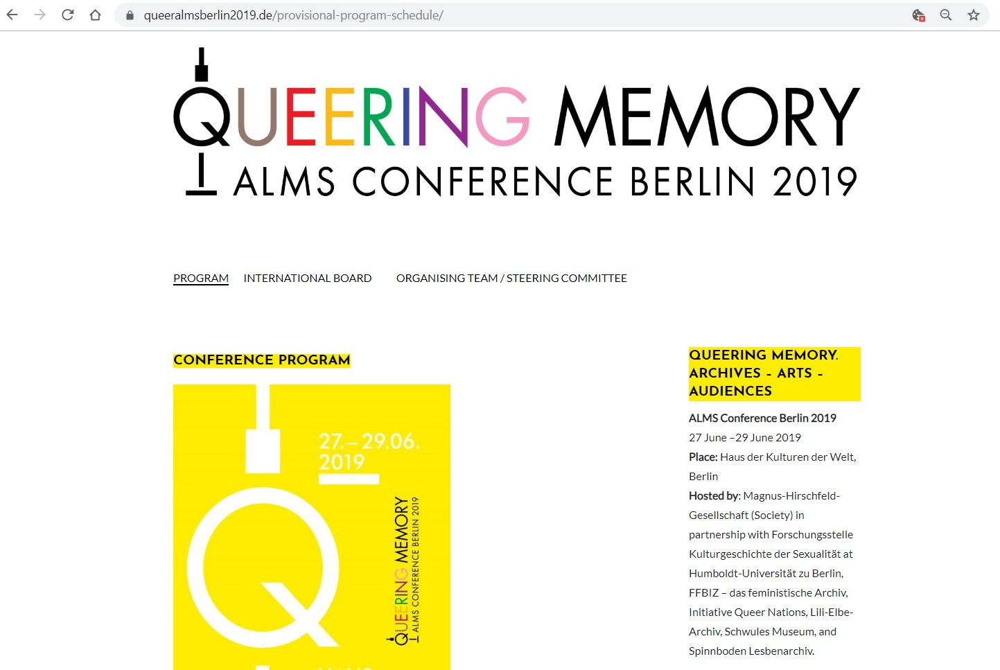 queeralmsberlin2019.de/provisional-program-schedule/
QUEERING MEMORY
ALMS CONFERENCE BERLIN 2019
PROGRAM INTERNATIONAL BOARD ORGANISING TEAM / STEERING COMMITTEE
CONFERENCE PROGRAM
27. – 29.06.
2019
QUEERING MEMORY
ALMS CONFERENCE BERLIN 2019
QUEERING MEMORY.
ARCHIVES – ARTS –
AUDIENCES
ALMS Conference Berlin 2019
27 June –29 June 2019
Place: Haus der Kulturen der Welt,
Berlin
Hosted by: Magnus-Hirschfeld-
Gesellschaft (Society) in
partnership with Forschungsstelle
Kulturgeschichte der Sexualität at
Humboldt-Universität zu Berlin,
FFBIZ – das feministische Archiv,
Initiative Queer Nations, Lili-Elbe-
Archiv, Schwules Museum, and
Spinnboden Lesbenarchiv.